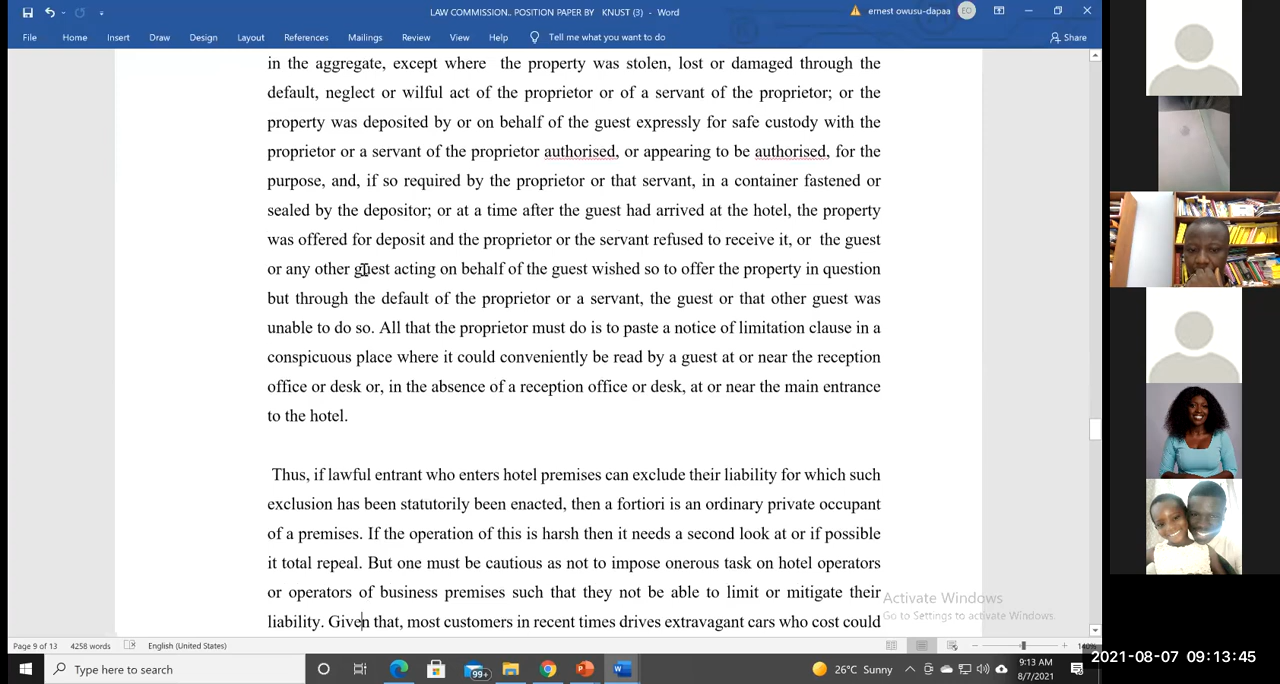 LAW COMMISSION.. POSITION PAPER BY KNUST (3) - Word
ernest owusu-dapaa
EO
File Home Insert Draw Design Layout References Mailings Review View Help Tell me what you want to do
Share
in the aggregate, except where the property was stolen, lost or damaged through the
default, neglect or wilful act of the proprietor or of a servant of the proprietor; or the
property was deposited by or on behalf of the guest expressly for safe custody with the
proprietor or a servant of the proprietor authorised, or appearing to be authorised, for the
purpose, and, if so required by the proprietor or that servant, in a container fastened or
sealed by the depositor; or at a time after the guest had arrived at the hotel, the property
was offered for deposit and the proprietor or the servant refused to receive it, or the guest
or any other guest acting on behalf of the guest wished so to offer the property in question
but through the default of the proprietor or a servant, the guest or that other guest was
unable to do so. All that the proprietor must do is to paste a notice of limitation clause in a
conspicuous place where it could conveniently be read by a guest at or near the reception
office or desk or, in the absence of a reception office or desk, at or near the main entrance
to the hotel.
Thus, if lawful entrant who enters hotel premises can exclude their liability for which such
exclusion has been statutorily been enacted, then a fortiori is an ordinary private occupant
of a premises. If the operation of this is harsh then it needs a second look at or if possible
it total repeal. But one must be cautious as not to impose onerous task on hotel operators
or operators of business premises such that they not be able to limit or mitigate their
liability. Given that, most customers in recent times drives extravagant cars who cost could
Activate Windows
Go to Settings to activate Windows.
Page 9 of 13 4258 words English (United States) 140%
Type here to search
99+
26°C Sunny
9:13 AM
8/7/2021
2021-08-07 09:13:45